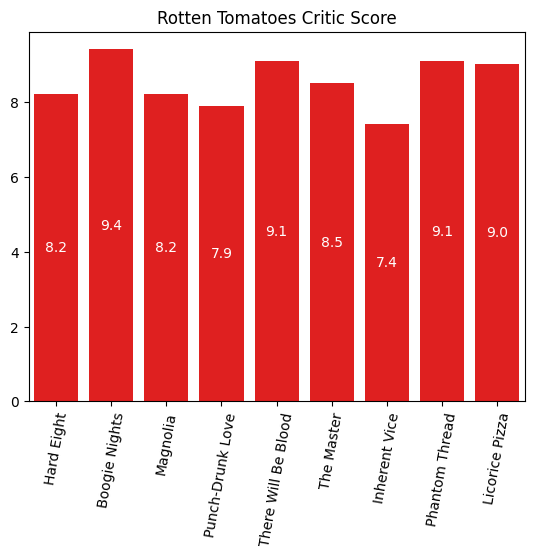 Rotten Tomatoes Critic Score
8
6
4
2
0
8.2
9.4
8.2
7.9
9.1
8.5
7.4
9.1
9.0
Hard Eight
Boogie Nights
Magnolia
Punch-Drunk Love
There Will Be Blood
The Master
Inherent Vice
Phantom Thread
Licorice Pizza